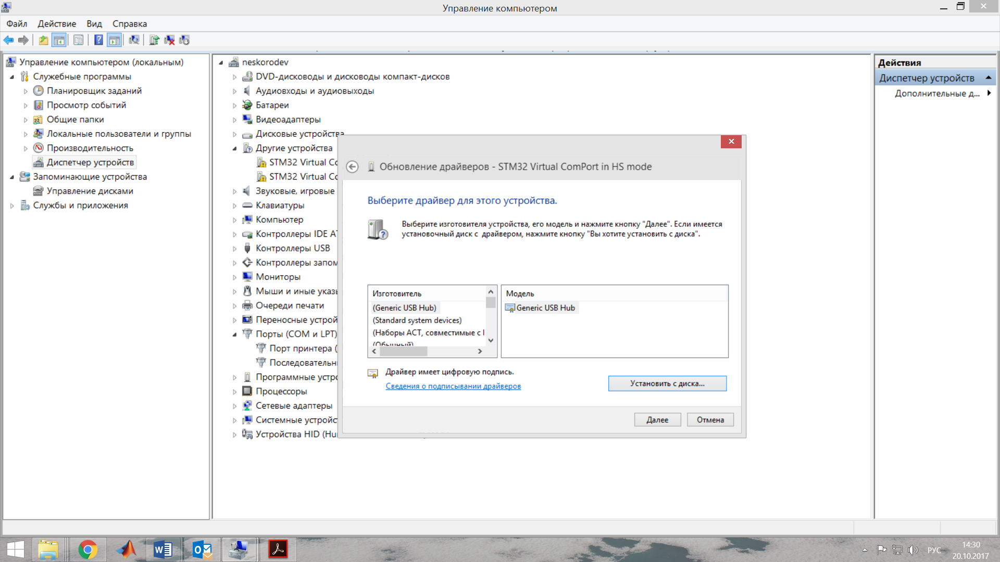 Управление компьютером
Файл Действие Вид Справка
Управление компьютером (локальным)
Служебные программы
Планировщик заданий
Просмотр событий
Общие папки
Локальные пользователи и группы
Производительность
Диспетчер устройств
Запоминающие устройства
Управление дисками
Службы и приложения
neskorodev
DVD-дисководы и дисководы компакт-дисков
Аудиовходы и аудиовыходы
Батареи
Видеоадаптеры
Дисковые устройства
Другие устройства
STM32 Virtual Co
STM32 Virtual Co
Звуковые, игровые
Клавиатуры
Компьютер
Контроллеры IDE AT
Контроллеры USB
Контроллеры запом
Мониторы
Мыши и иные указ
Очереди печати
Переносные устрой
Порты (COM и LPT)
Порт принтера (
Последовательн
Программные устро
Процессоры
Сетевые адаптеры
Системные устройс
Устройства HID (Hu
Обновление драйверов - STM32 Virtual ComPort in HS mode
Выберите драйвер для этого устройства.
Выберите изготовителя устройства, его модель и нажмите кнопку "Далее". Если имеется
установочный диск с драйвером, нажмите кнопку "Вы хотите установить с диска".
Изготовитель
(Generic USB Hub)
(Standard system devices)
(Наборы ACT, совместимые с I
(Обычный)
Модель
Generic USB Hub
Драйвер имеет цифровую подпись.
Сведения о подписывании драйверов
Установить с диска...
Далее
Отмена
Действия
Диспетчер устройств
Дополнительные д...
РУС
14:30
20.10.2017